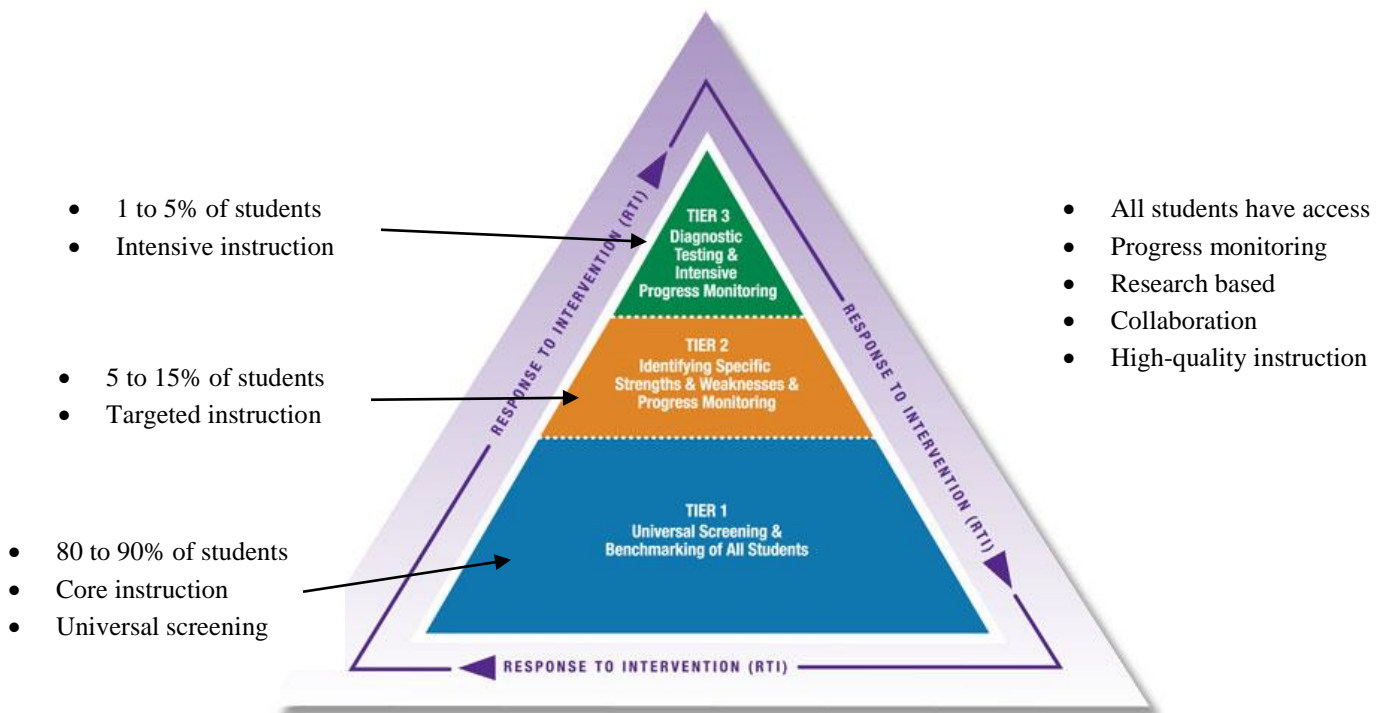 • 1 to 5% of students
• Intensive instruction
• 5 to 15% of students
• Targeted instruction
• 80 to 90% of students
• Core instruction
• Universal screening
RESPONSE TO INTERVENTION (RTI)
TIER 3
Diagnostic
Testing &
Intensive
Progress Monitoring
TIER 2
Identifying Specific
Strengths & Weaknesses &
Progress Monitoring
TIER 1
Universal Screening &
Benchmarking of All Students
RESPONSE TO INTERVENTION (RTI)
RESPONSE TO INTERVENTION (RTI)
• All students have access
• Progress monitoring
• Research based
• Collaboration
• High-quality instruction